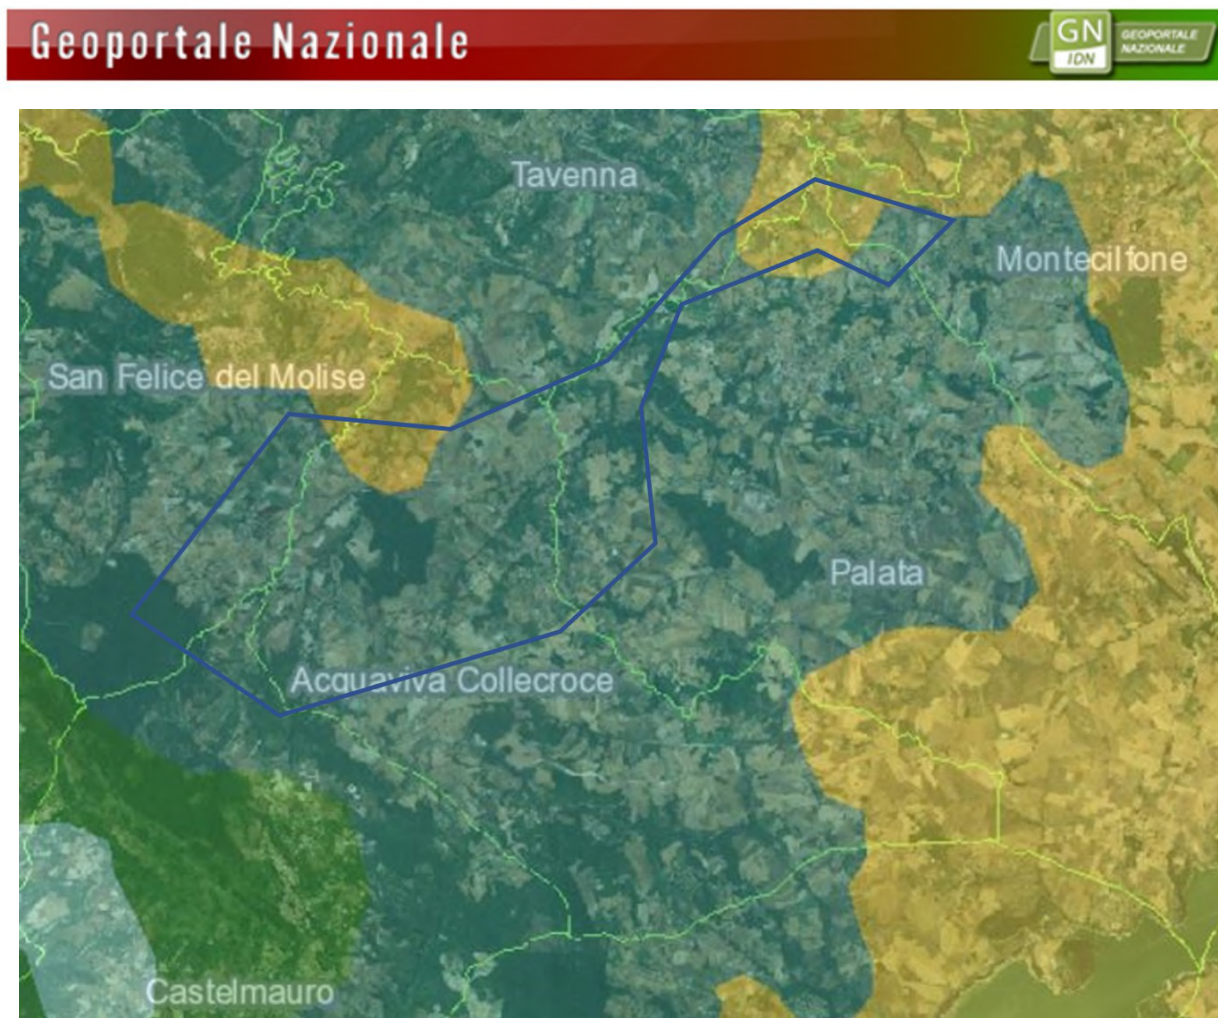 Geoportale Nazionale
GN
IDN
GEOPORTALE
NAZIONALE
Tavenna
Montecilfone
San Felice del Molise
Palata
Acquaviva Collecroce
Castelmauro